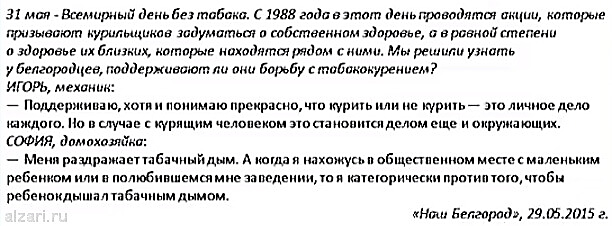 31 мая - Всемирный день без табака. С 1988 года в этот день проводятся акции, которые
призывают курильщиков задуматься о собственном здоровье, а в равной степени
о здоровье их близких, которые находятся рядом с ними. Мы решили узнать
у белгородцев, поддерживают ли они борьбу с табакокурением?
ИГОРЬ, механик:
— Поддерживаю, хотя и понимаю прекрасно, что курить или не курить — это личное дело
каждого. Но в случае с курящим человеком это становится делом еще и окружающих.
СОФИЯ, домохозяйка:
— Меня раздражает табачный дым. А когда я нахожусь в общественном месте с маленьким
ребенком или в полюбившемся мне заведении, то я категорически против того, чтобы
ребенок дышал табачным дымом.
«Наш Белгород», 29.05.2015 г.
alzari.ru